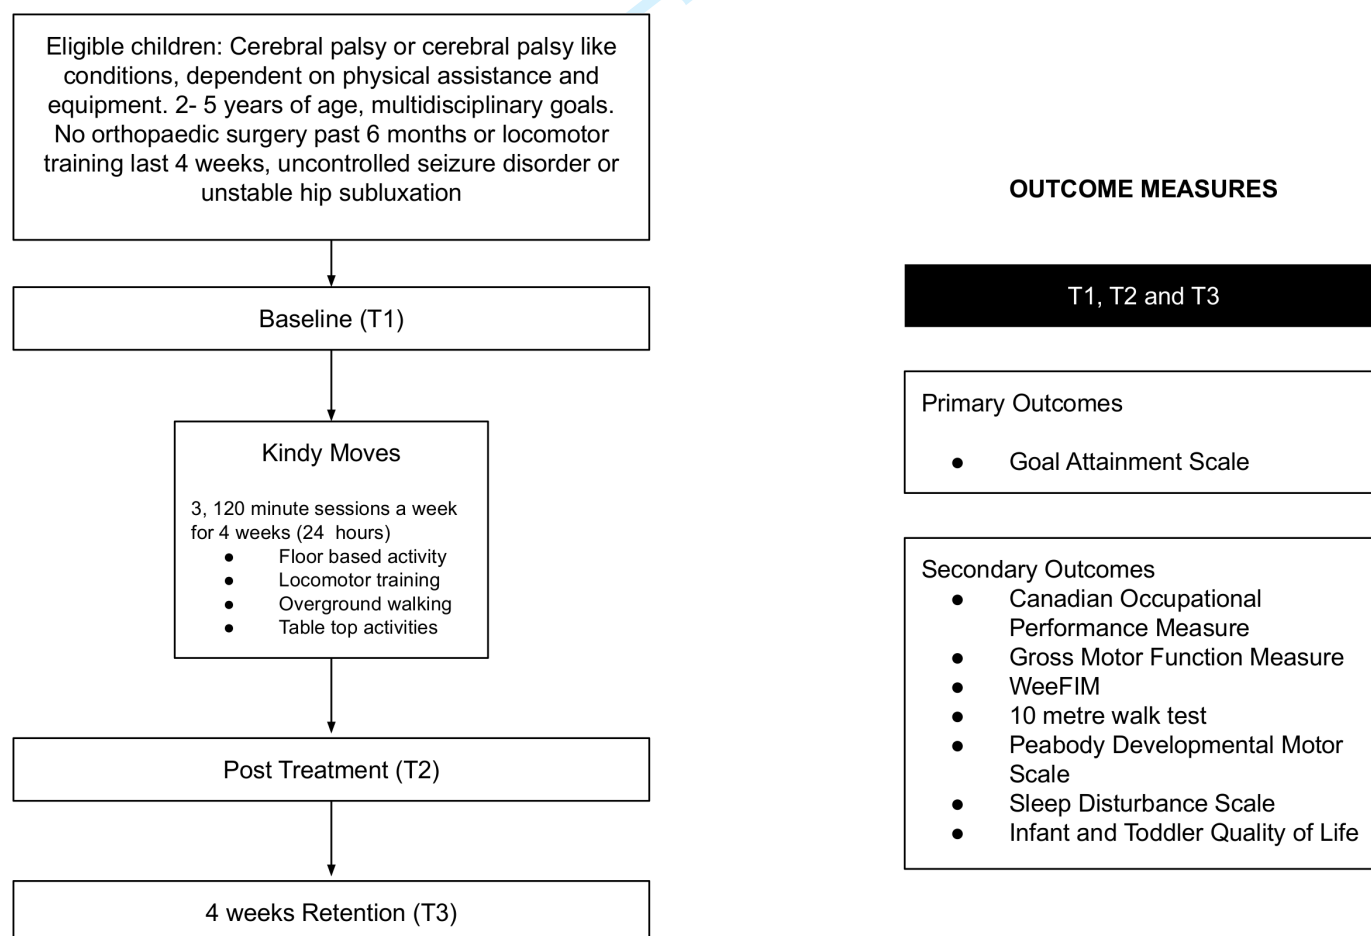 Eligible children: Cerebral palsy or cerebral palsy like
conditions, dependent on physical assistance and
equipment. 2- 5 years of age, multidisciplinary goals.
No orthopaedic surgery past 6 months or locomotor
training last 4 weeks, uncontrolled seizure disorder or
unstable hip subluxation
Baseline (T1)
Kindy Moves
3, 120 minute sessions a week
for 4 weeks (24 hours)
● Floor based activity
● Locomotor training
● Overground walking
● Table top activities
Post Treatment (T2)
4 weeks Retention (T3)
OUTCOME MEASURES
T1, T2 and T3
Primary Outcomes
● Goal Attainment Scale
Secondary Outcomes
● Canadian Occupational
Performance Measure
● Gross Motor Function Measure
● WeeFIM
● 10 metre walk test
● Peabody Developmental Motor
Scale
● Sleep Disturbance Scale
● Infant and Toddler Quality of Life